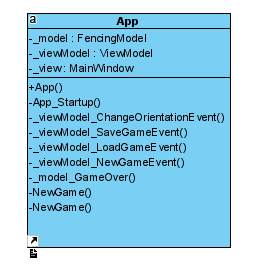 a
App
-_model : FencingModel
-_viewModel : ViewModel
-_view : MainWindow
+App()
-App_Startup()
-_viewModel_ChangeOrientationEvent()
-_viewModel_SaveGameEvent()
-_viewModel_LoadGameEvent()
-_viewModel_NewGameEvent()
-_model_GameOver()
-NewGame()
-NewGame()